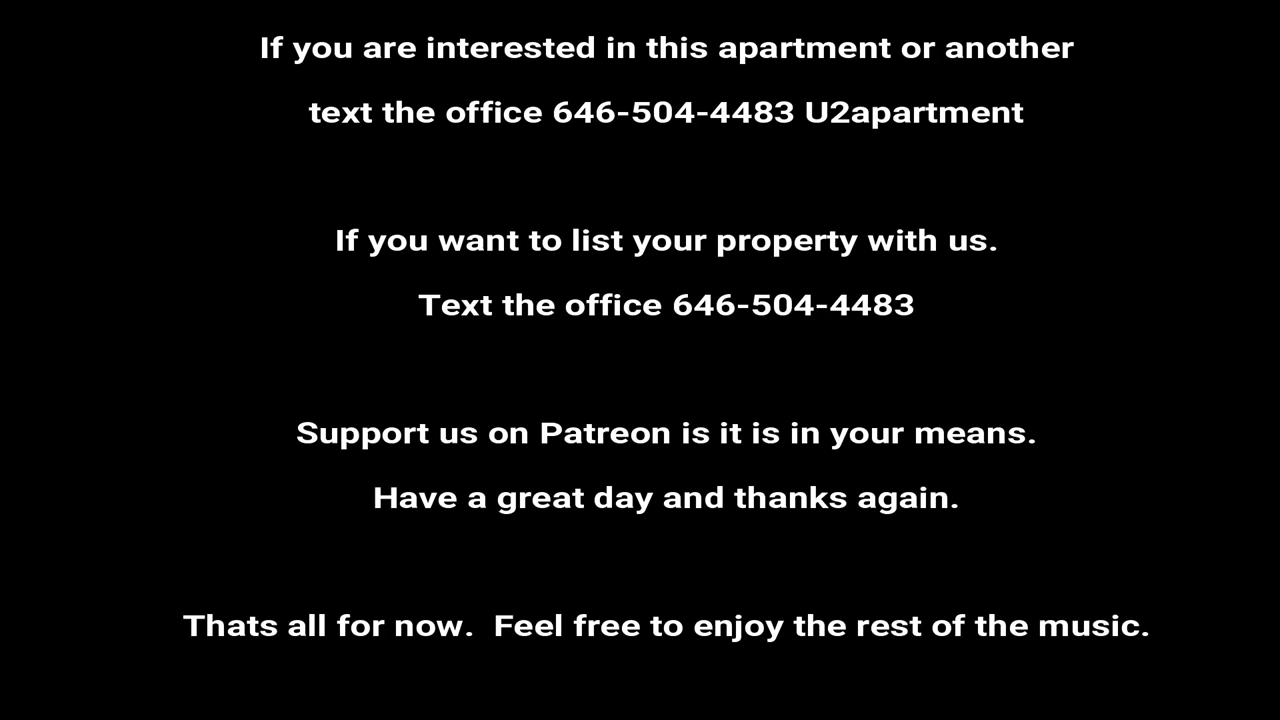 If you are interested in this apartment or another
text the office 646-504-4483 U2apartment
If you want to list your property with us.
Text the office 646-504-4483
Support us on Patreon is it is in your means.
Have a great day and thanks again.
Thats all for now.  Feel free to enjoy the rest of the music.